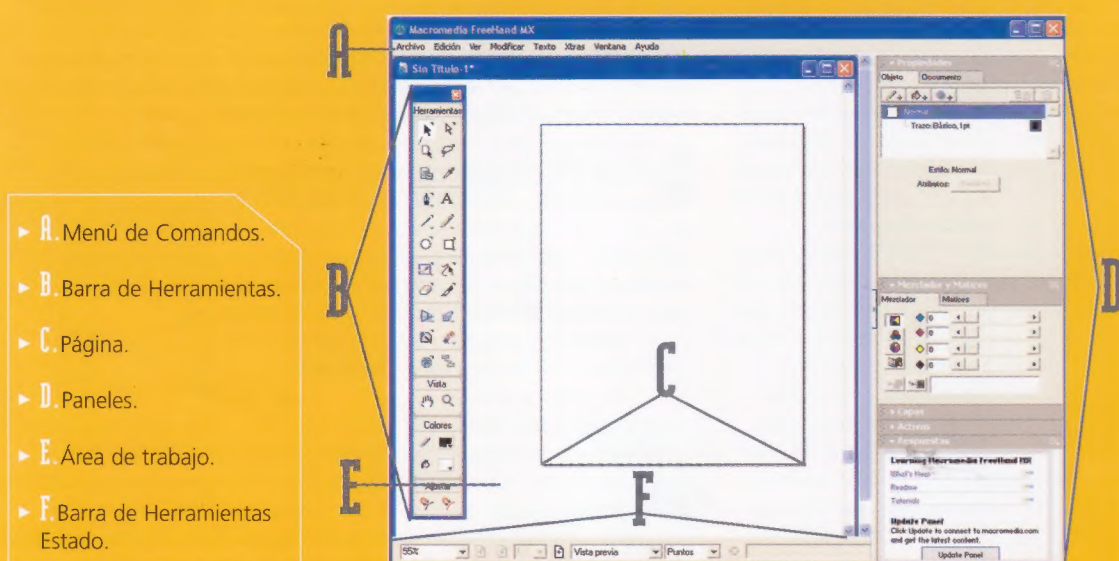 Macromedia FreeHand MX
Archivo Edición Ver Modificar Texto Xtras Ventana Ayuda
A
Sin Título-1*
Herramientas
Vista
Colores
Ajustar
Propiedades
Objeto Documento
Normal
Trazo: Básico, 1pt
Estilo: Normal
Atributos:
Mezclador y Matices
Mezclador Matices
0
0
0
0
Capas
Activos
Respuestas
Learning Macromedia FreeHand MX
What's New
Readme
Tutorials
Update Panel
Click Update to connect to macromedia.com
and get the latest content.
Update Panel
55% Vista previa Puntos
B
C
D
E
F
► A. Menú de Comandos.
► B. Barra de Herramientas.
► C. Página.
► D. Paneles.
► E. Área de trabajo.
► F. Barra de Herramientas
Estado.